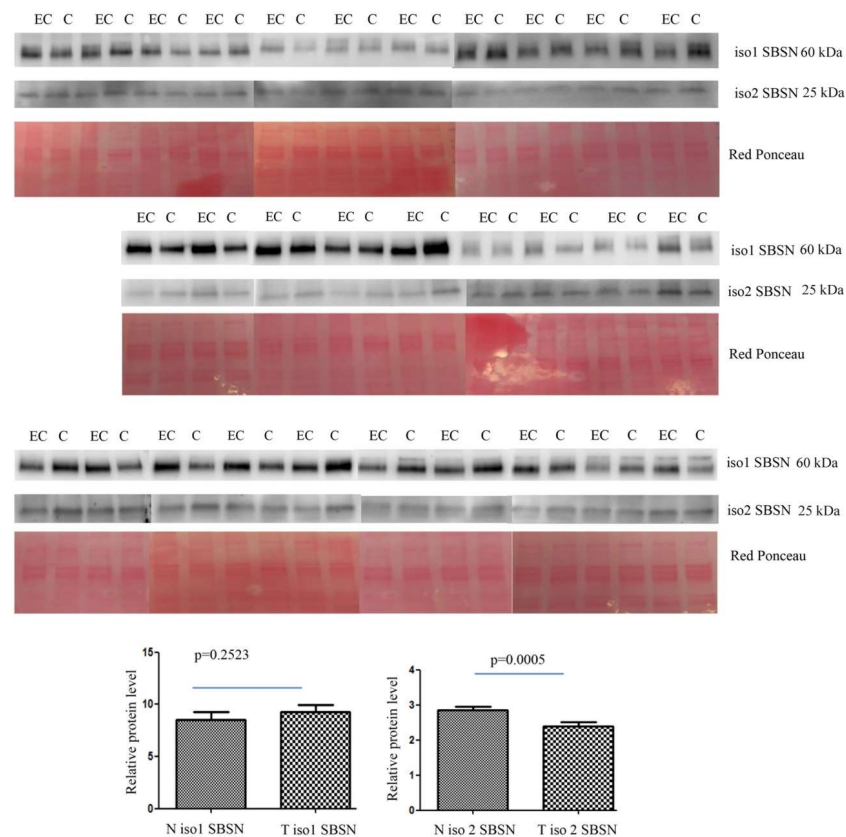 EC C EC C EC C EC C EC C EC C EC C EC C EC C EC C EC C
iso1 SBSN 60 kDa
iso2 SBSN 25 kDa
Red Ponceau
EC C EC C EC C EC C EC C EC C EC C EC C EC C
iso1 SBSN 60 kDa
iso2 SBSN 25 kDa
Red Ponceau
EC C EC C EC C EC C EC C EC C EC C EC C EC C EC C
iso1 SBSN 60 kDa
iso2 SBSN 25 kDa
Red Ponceau
Relative protein level
15
10
5
0
p=0.2523
N iso1 SBSN T iso1 SBSN
Relative protein level
4
3
2
1
0
p=0.0005
N iso 2 SBSN T iso 2 SBSN